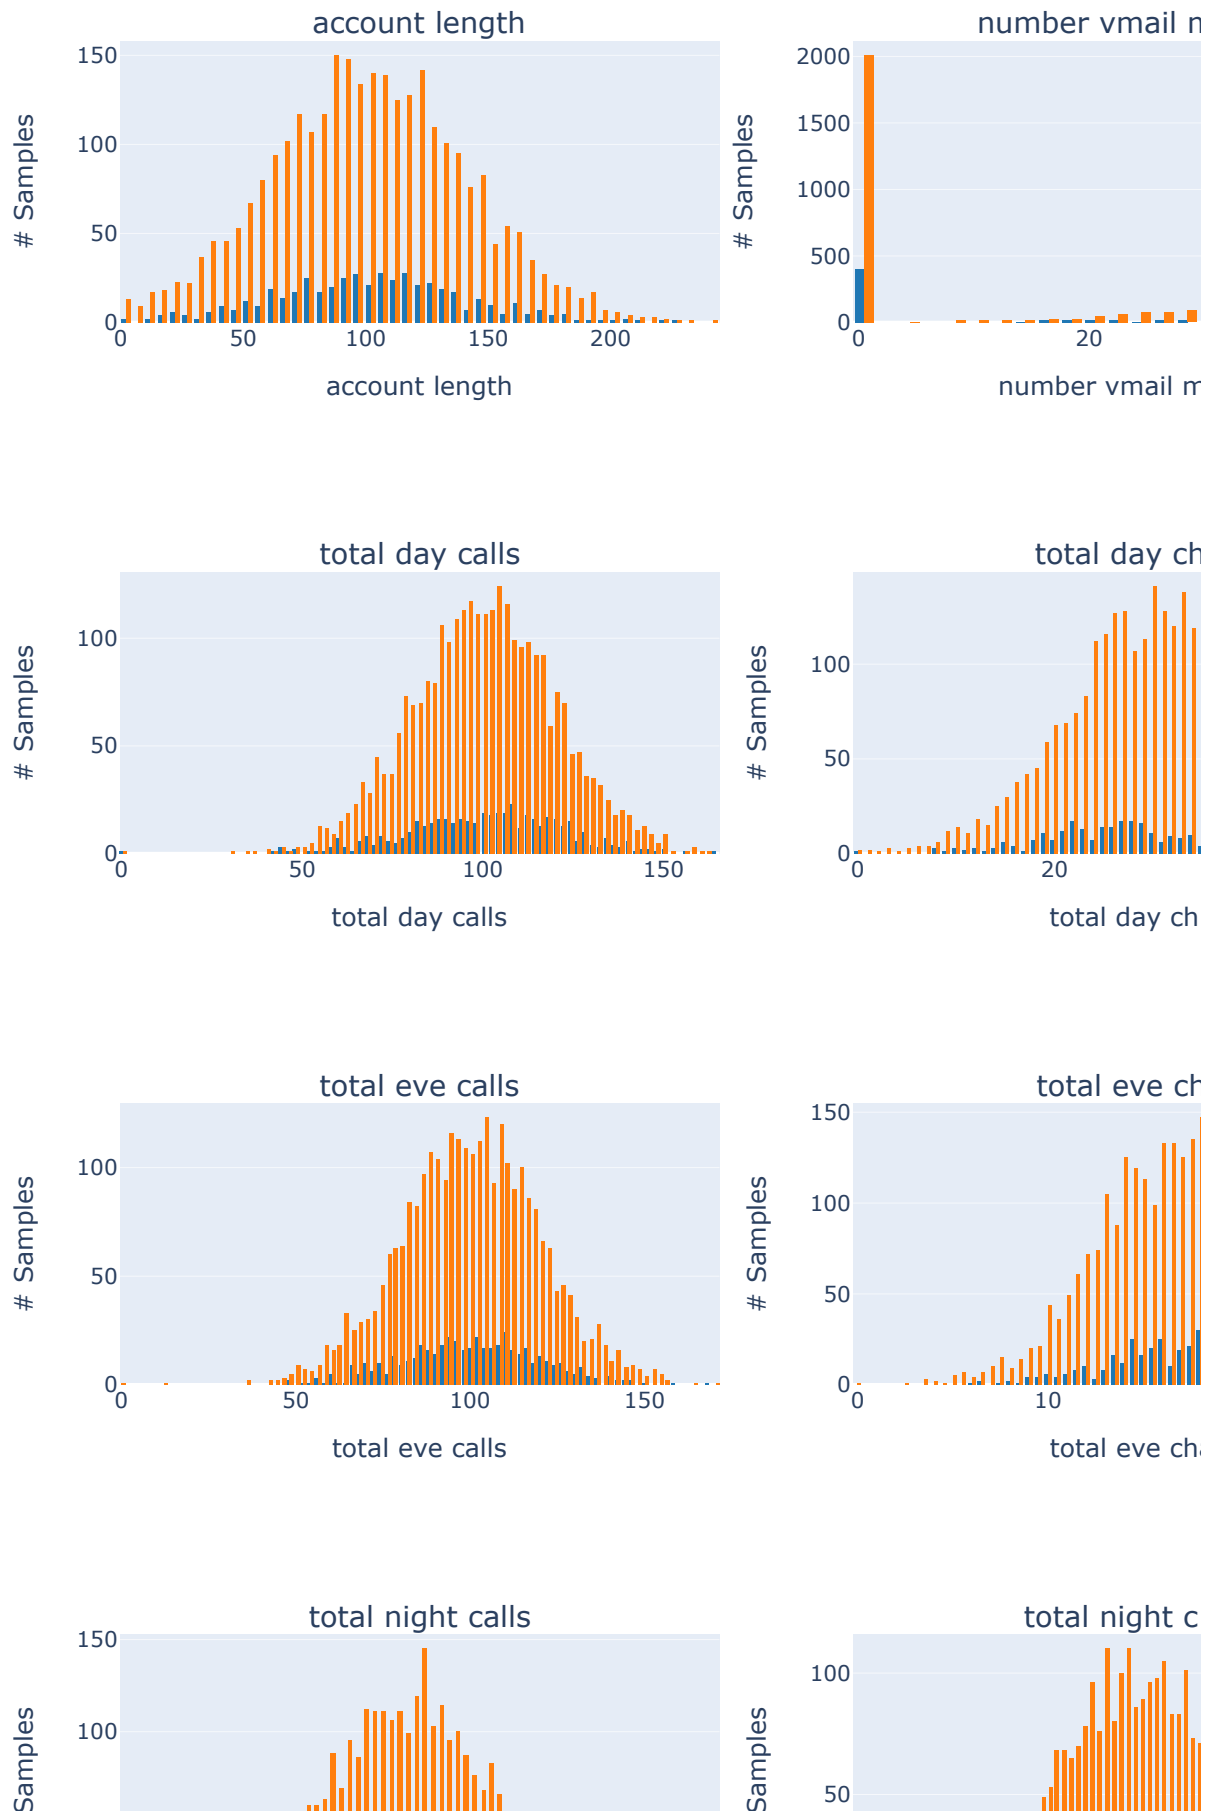 account length
number vmail
# Samples
150
100
50
0
0
50
100
150
200
account length
# Samples
2000
1500
1000
500
0
0
20
number vmail
total day calls
total day ch
# Samples
100
50
0
0
50
100
150
total day calls
# Samples
100
50
0
0
20
total day ch
total eve calls
total eve ch
# Samples
100
50
0
0
50
100
150
total eve calls
# Samples
150
100
50
0
0
10
total eve cha
total night calls
total night c
Samples
150
100
Samples
100
50